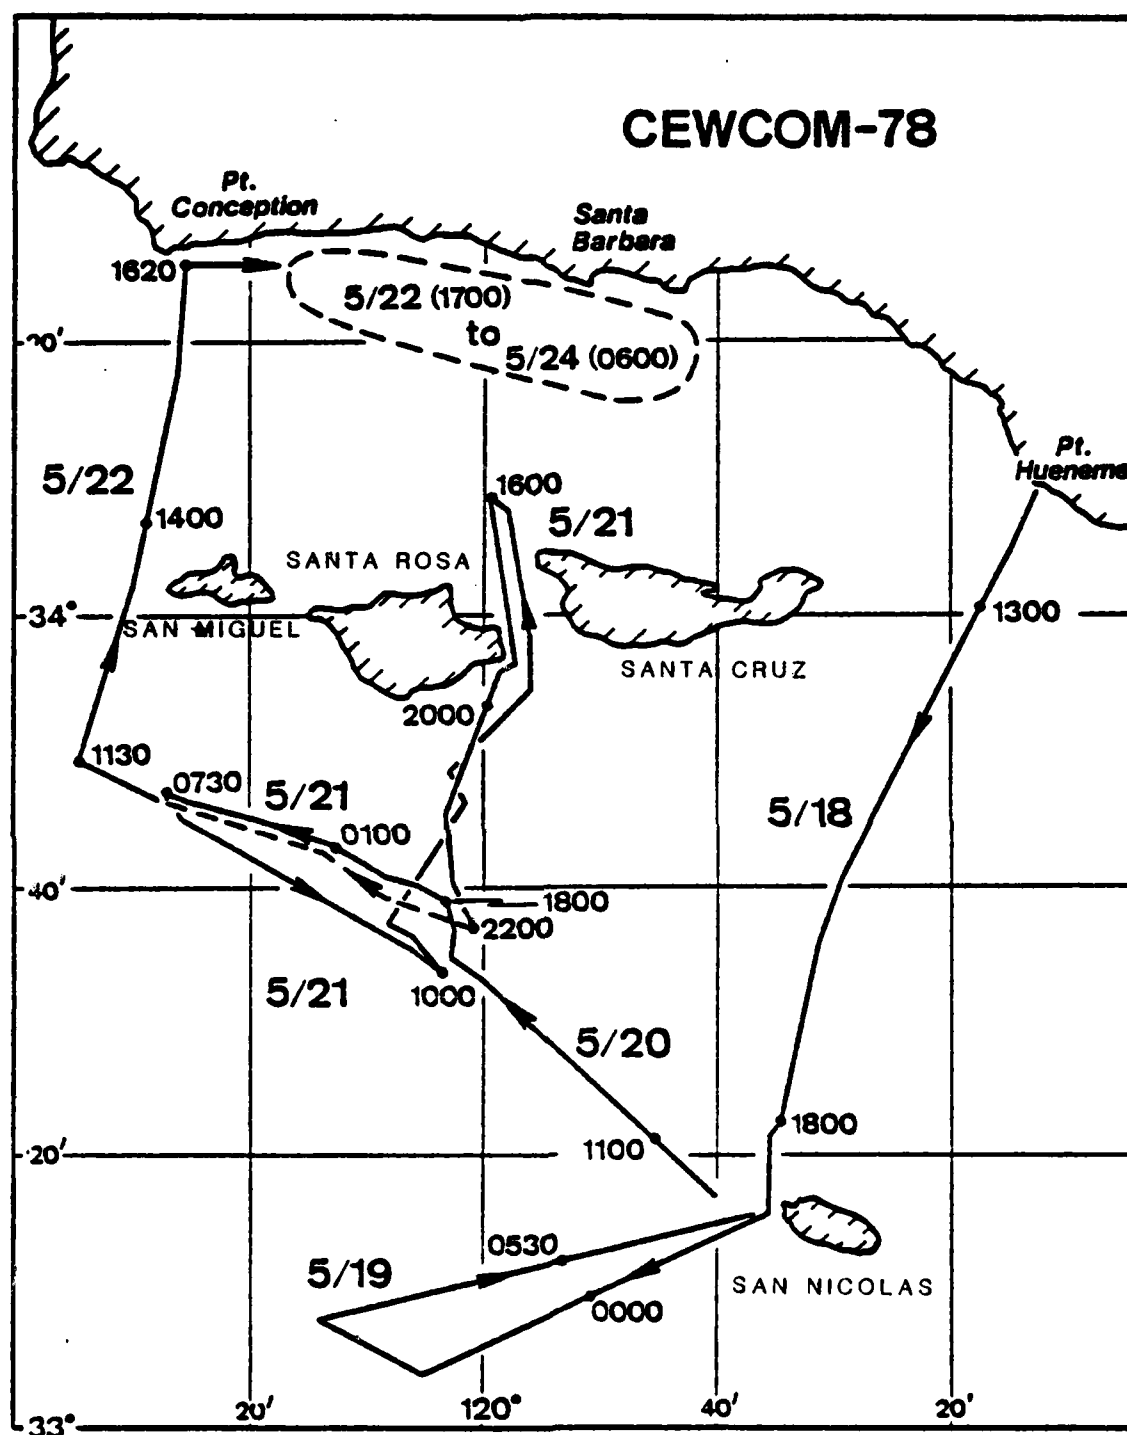 CEWCOM-78
Pt.
Conception
Santa
Barbara
1620
5/22 (1700)
to
5/24 (0600)
20'
5/22
Pt.
Hueneme
1600
1400
5/21
SANTA ROSA
34°
1300
SAN MIGUEL
SANTA CRUZ
2000
1130
0730
5/21
5/18
0100
40'
1800
2200
5/21
1000
5/20
1800
1100
20'
0530
5/19
SAN NICOLAS
0000
20'
120°
40'
20'
33°